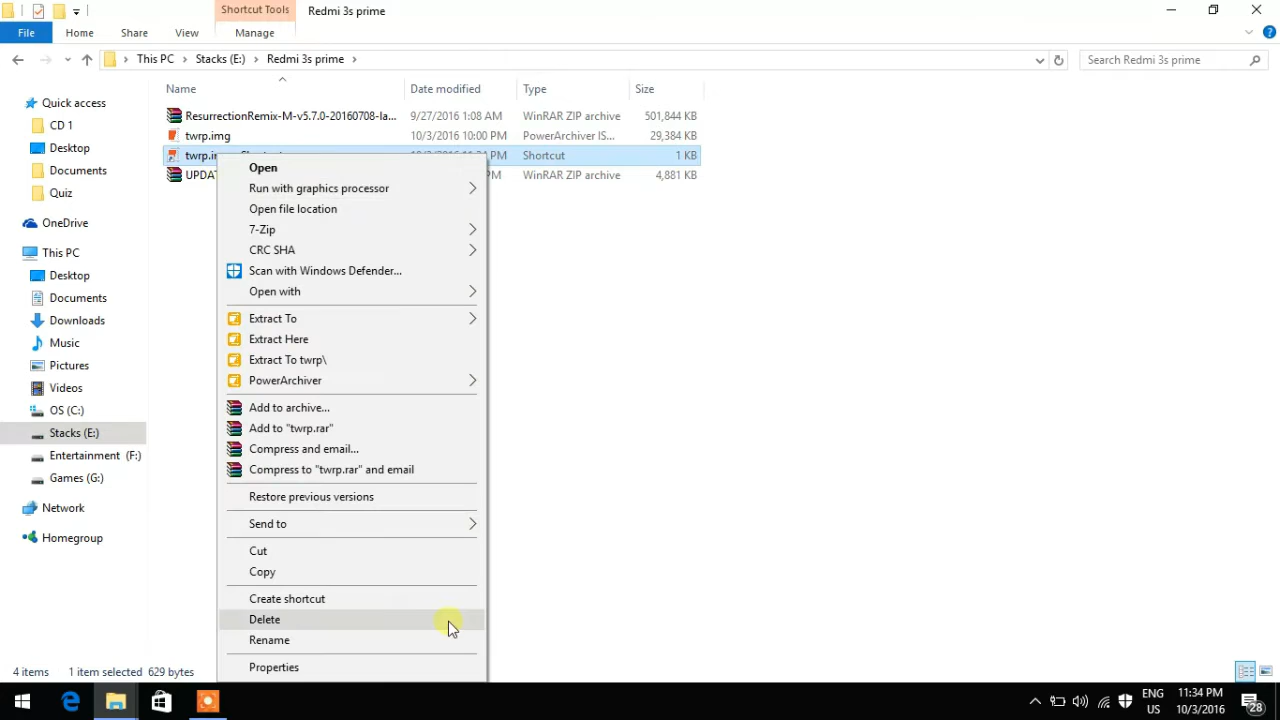 Shortcut Tools
Redmi 3s prime
File
Home
Share
View
Manage
This PC
Stacks (E:)
Redmi 3s prime
Search Redmi 3s prime
Name
Date modified
Type
Size
ResurrectionRemix-M-v5.7.0-20160708-la...
9/27/2016 1:08 AM
WinRAR ZIP archive
501,844 KB
twrp.img
10/3/2016 10:00 PM
PowerArchiver IS...
29,384 KB
Shortcut
1 KB
WinRAR ZIP archive
4,881 KB
Quick access
CD 1
Desktop
Documents
Quiz
OneDrive
This PC
Desktop
Documents
Downloads
Music
Pictures
Videos
OS (C:)
Stacks (E:)
Entertainment (F:)
Games (G:)
Network
Homegroup
Open
Run with graphics processor
Open file location
7-Zip
CRC SHA
Scan with Windows Defender...
Open with
Extract To
Extract Here
Extract To twrp\
PowerArchiver
Add to archive...
Add to "twrp.rar"
Compress and email...
Compress to "twrp.rar" and email
Restore previous versions
Send to
Cut
Copy
Create shortcut
Delete
Rename
Properties
4 items
1 item selected 629 bytes
ENG
US
11:34 PM
10/3/2016
28